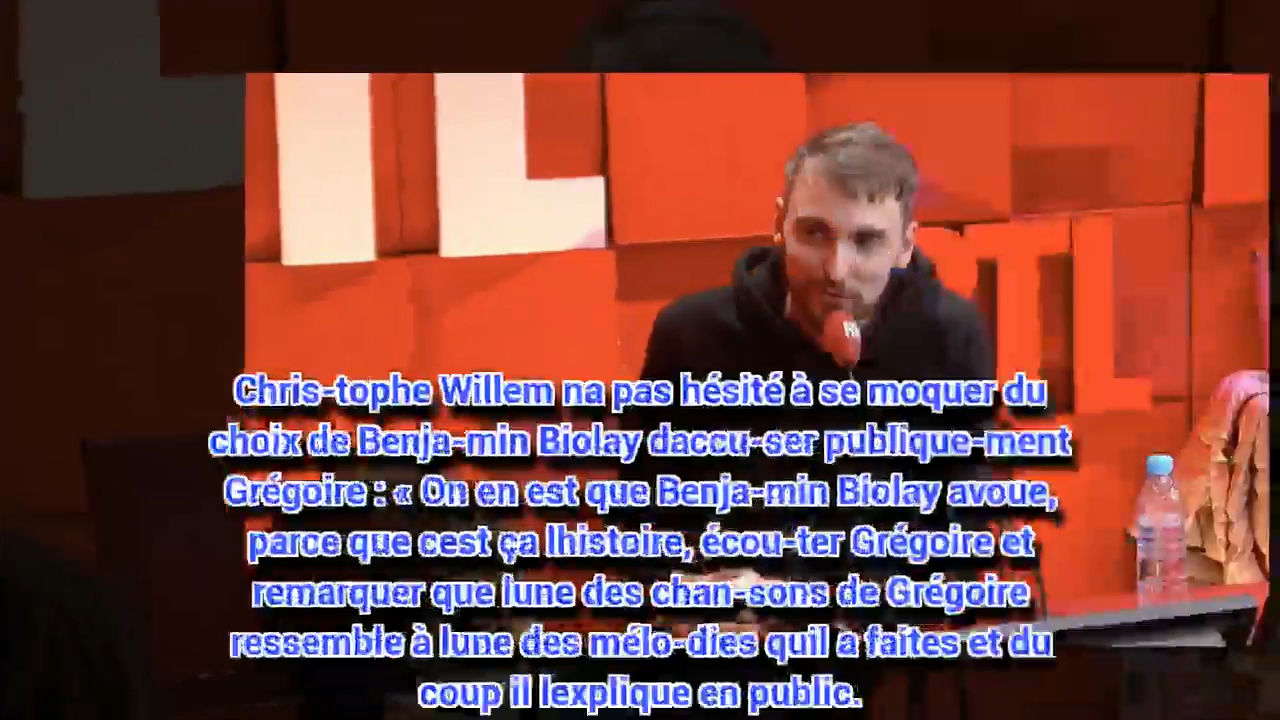 IL
RTL
Chris-tophe Willem na pas hésité à se moquer du
choix de Benja-min Biolay daccu-ser publique-ment
Grégoire : « On en est que Benja-min Biolay avoue,
parce que cest ça lhistoire, écou-ter Grégoire et
remarquer que lune des chan-sons de Grégoire
ressemble à lune des mélo-dies quil a faites et du
coup il lexplique en public.